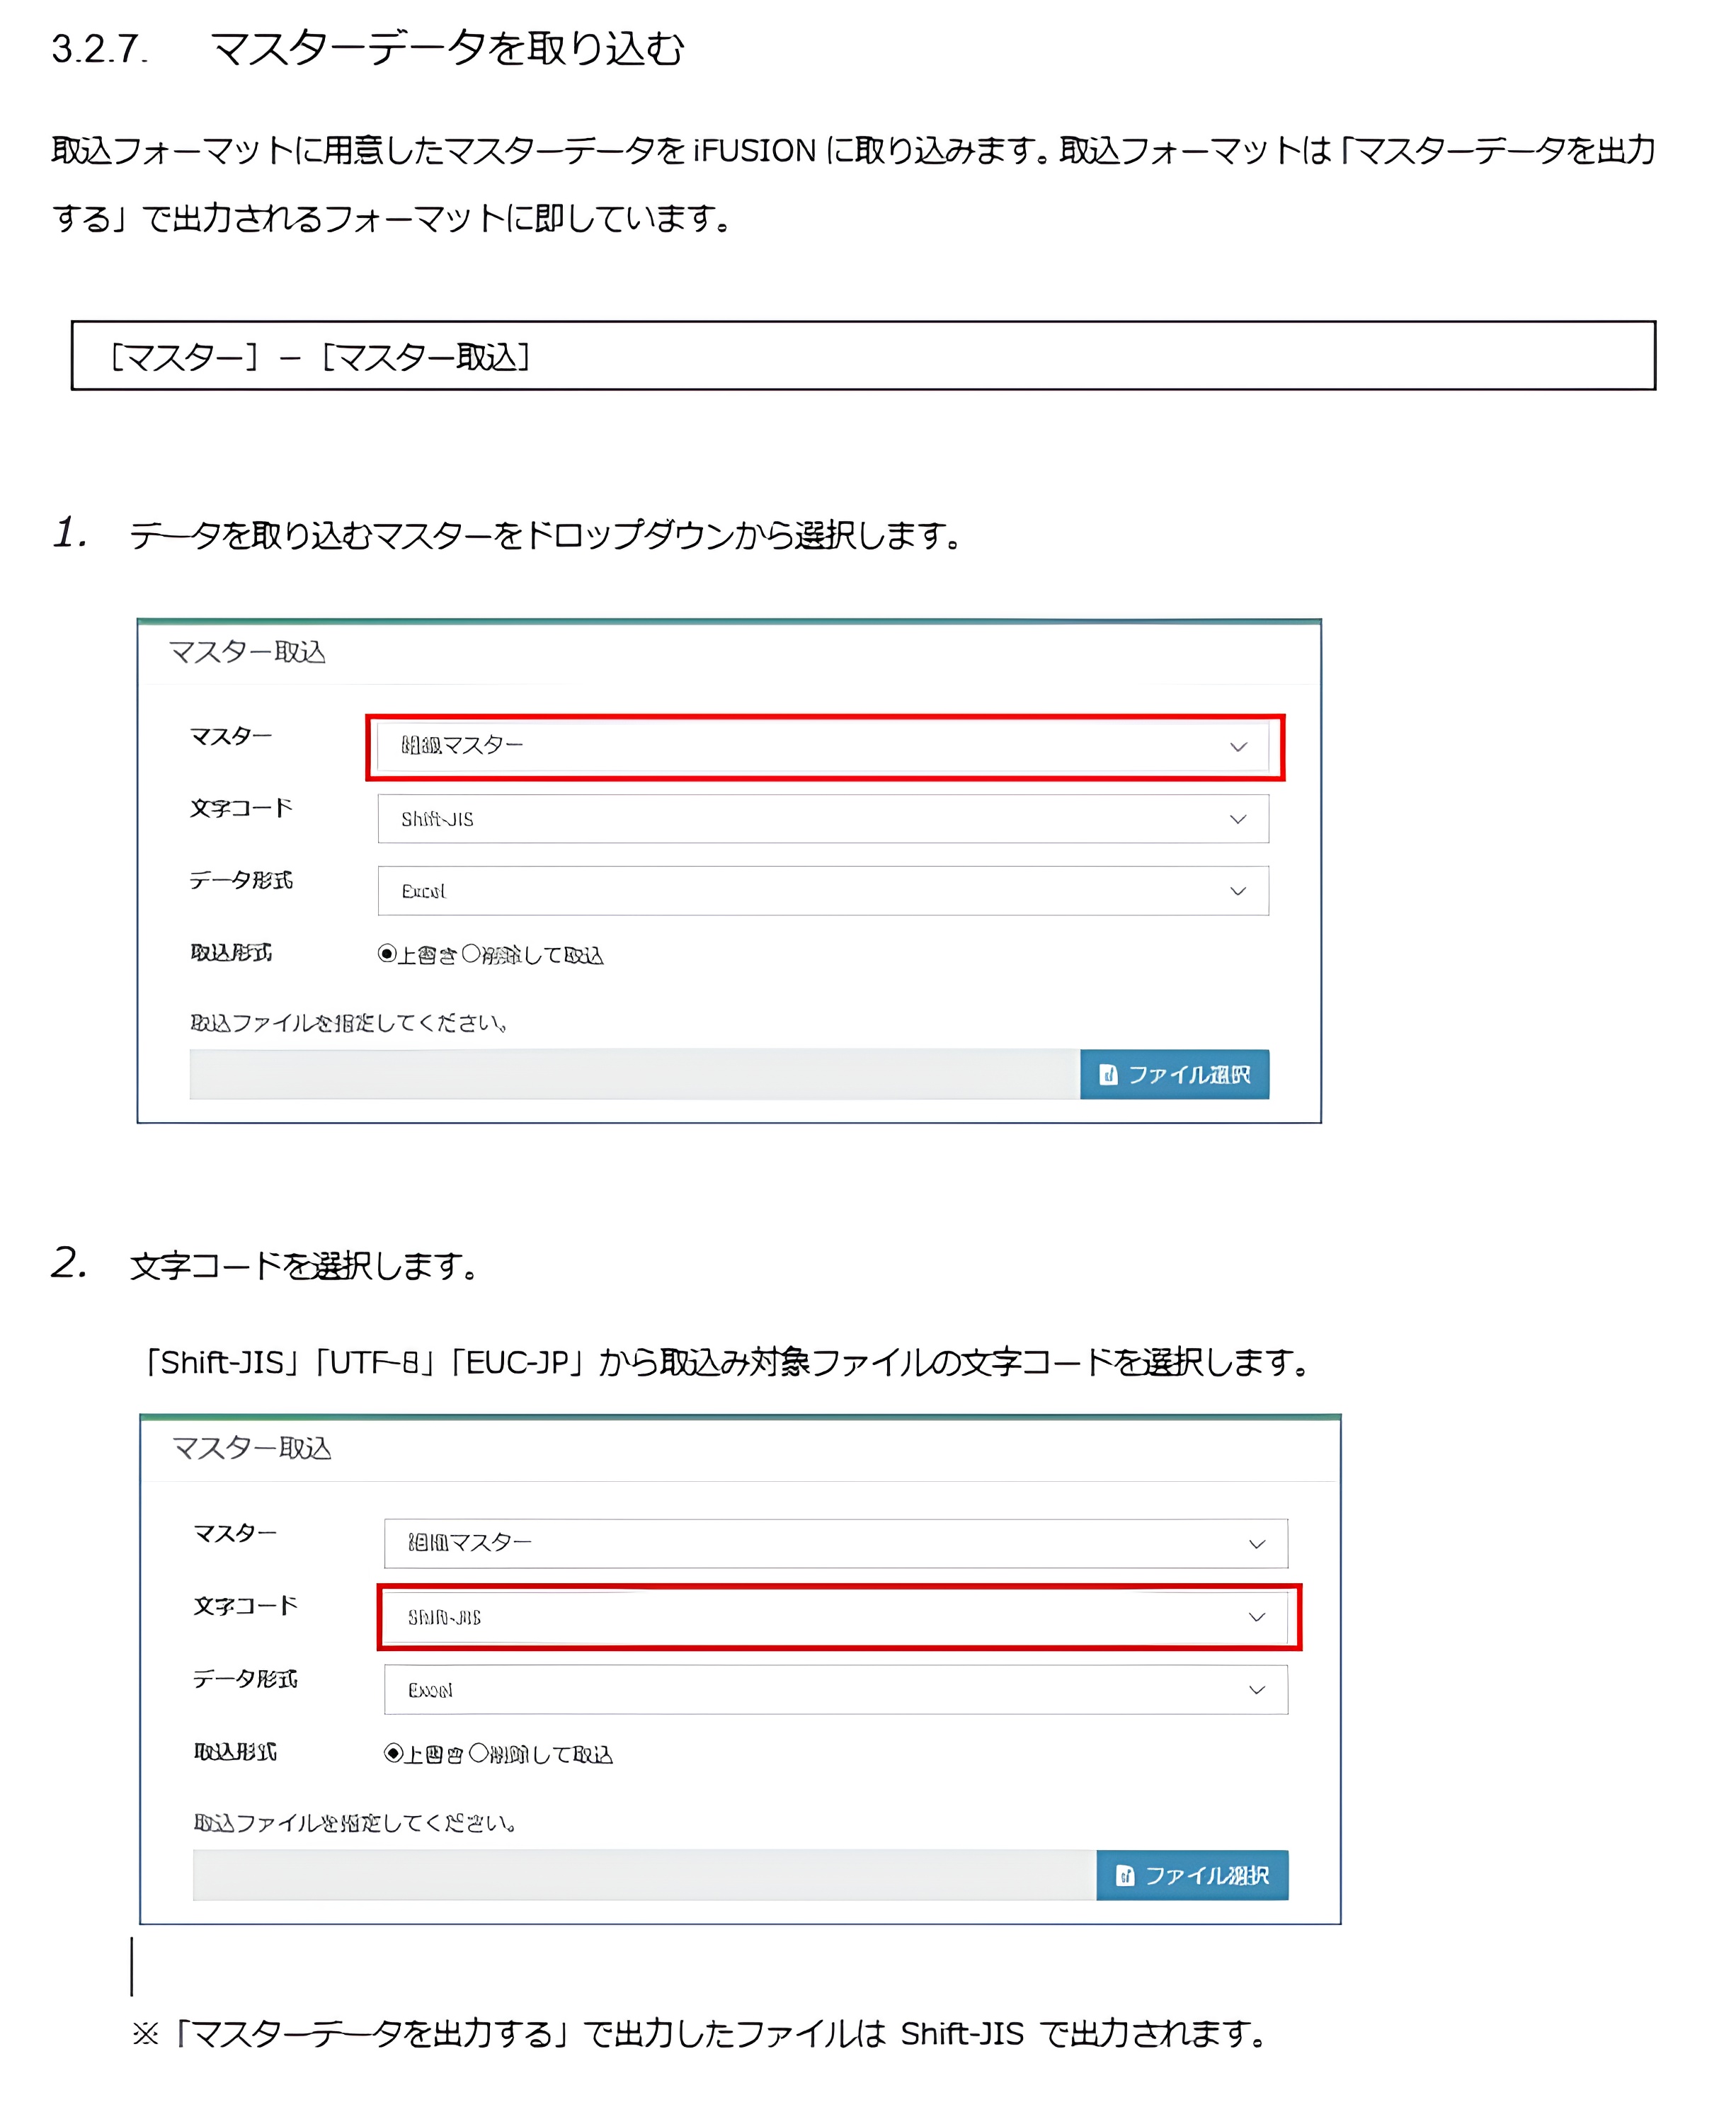 3.2.7. マスターデータを取り込む
取込フォーマットに用意したマスターデータを iFUSION に取り込みます。取込フォーマットは「マスターデータを出力
する」で出力されるフォーマットに即しています。
［マスター］ － ［マスター取込］
1. データを取り込むマスターをドロップダウンから選択します。
マスター取込
マスター 組織マスター
文字コード Shift-JIS
データ形式 Excel
取込形式 上書き 削除して取込
取込ファイルを指定してください。
ファイル選択
2. 文字コードを選択します。
「Shift-JIS」「UTF-8」「EUC-JP」から取込み対象ファイルの文字コードを選択します。
マスター取込
マスター 組織マスター
文字コード Shift-JIS
データ形式 Excel
取込形式 上書き 削除して取込
取込ファイルを指定してください。
ファイル選択
※「マスターデータを出力する」で出力したファイルは Shift-JIS で出力されます。